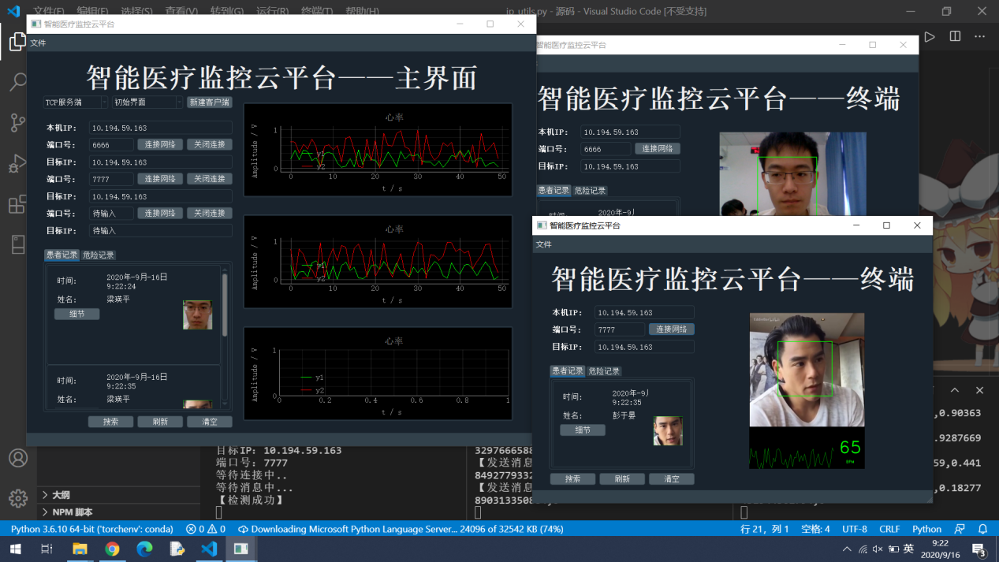 文件(F) 编辑(E) 选择(S) 查看(V) 转到(G) 运行(R) 终端(T) 帮助(H)
ip_utils.py - 源码 - Visual Studio Code [不受支持]
智能医疗监控云平台
文件
智能医疗监控云平台——主界面
TCP服务端 初始界面 新建客户端
本机IP: 10.194.59.163
端口号: 6666 连接网络 关闭连接
目标IP: 10.194.59.163
端口号: 7777 连接网络 关闭连接
目标IP: 10.194.59.163
端口号: 待输入 连接网络 关闭连接
目标IP: 待输入
患者记录 危险记录
时间: 2020年-9月-16日
9:22:24
姓名: 梁瑛平
细节
时间: 2020年-9月-16日
9:22:35
姓名: 梁瑛平
搜索 刷新 清空
心率
Amplitude / V
1
0
y1
y2
0 10 20 30 40 50
t / s
心率
Amplitude / V
1
0
y1
y2
0 10 20 30 40 50
t / s
心率
Amplitude / V
1
0
y1
y2
0 0.2 0.4 0.6 0.8 1
t / s
智能医疗监控云平台
智能医疗监控云平台——终端
本机IP: 10.194.59.163
端口号: 6666 连接网络
目标IP: 10.194.59.163
患者记录 危险记录
时间: 2020年-9月
智能医疗监控云平台
文件
智能医疗监控云平台——终端
本机IP: 10.194.59.163
端口号: 7777 连接网络
目标IP: 10.194.59.163
患者记录 危险记录
时间: 2020年-9月
9:22:35
姓名: 彭于晏
细节
搜索 刷新 清空
65
BPM
目标IP: 10.194.59.163
端口号: 7777
等待连接中..
等待消息中...
【检测成功】
3297666588
【发送消息
8492779332
【发送消息
,0.90363
.9287669
59,0.441
,0.18277
大纲
NPM 脚本
Python 3.6.10 64-bit ('torchenv': conda) 0 0 Downloading Microsoft Python Language Server... 24096 of 32542 KB (74%)
行 21，列 1 空格: 4 UTF-8 CRLF Python
英
9:22
2020/9/16
3